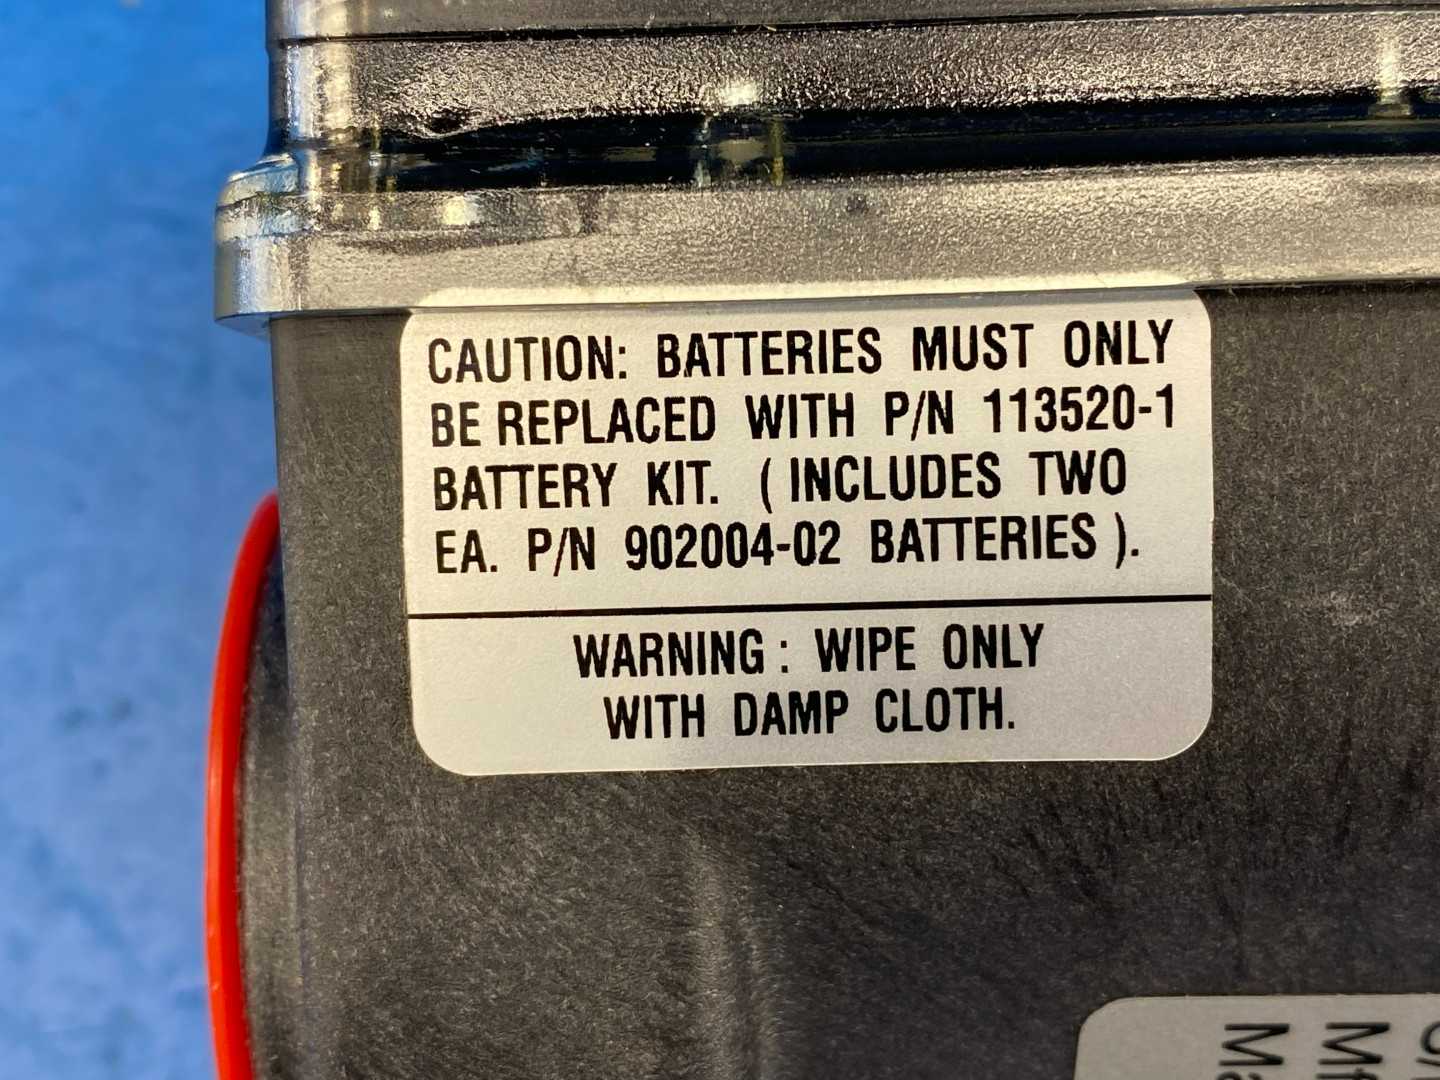 CAUTION: BATTERIES MUST ONLY
BE REPLACED WITH P/N 113520-1
BATTERY KIT. ( INCLUDES TWO
EA. P/N 902004-02 BATTERIES ).
WARNING : WIPE ONLY
WITH DAMP CLOTH.